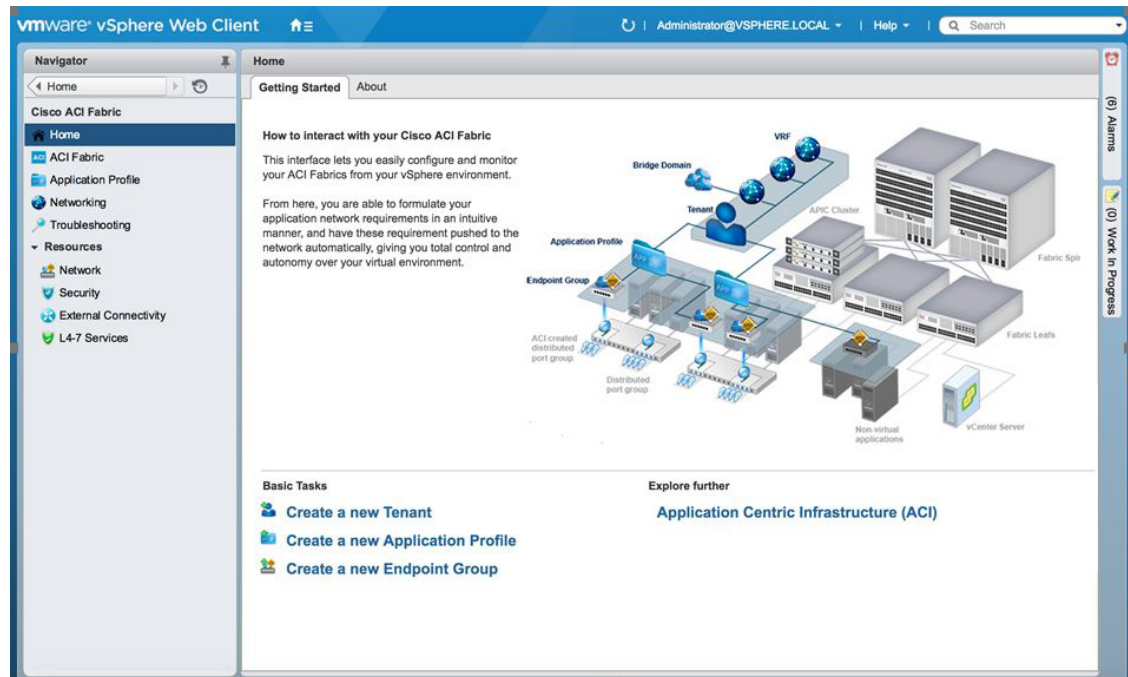 vmware® vSphere Web Client
Administrator@VSPHERE.LOCAL
Help
Search
Navigator
Home
Cisco ACI Fabric
Home
ACI ACI Fabric
Application Profile
Networking
Troubleshooting
Resources
Network
Security
External Connectivity
L4-7 Services
Home
Getting Started
About
How to interact with your Cisco ACI Fabric
This interface lets you easily configure and monitor
your ACI Fabrics from your vSphere environment.
From here, you are able to formulate your
application network requirements in an intuitive
manner, and have these requirement pushed to the
network automatically, giving you total control and
autonomy over your virtual environment.
VRF
Bridge Domain
Tenant
APIC Cluster
Application Profile
APP
Fabric Spin
Endpoint Group
APP
Fabric Leafs
ACI created
distributed
port group
Distributed
port group
Non-virtual
applications
vCenter Server
Basic Tasks
Create a new Tenant
Create a new Application Profile
Create a new Endpoint Group
Explore further
Application Centric Infrastructure (ACI)
(6) Alarms
(0) Work In Progress